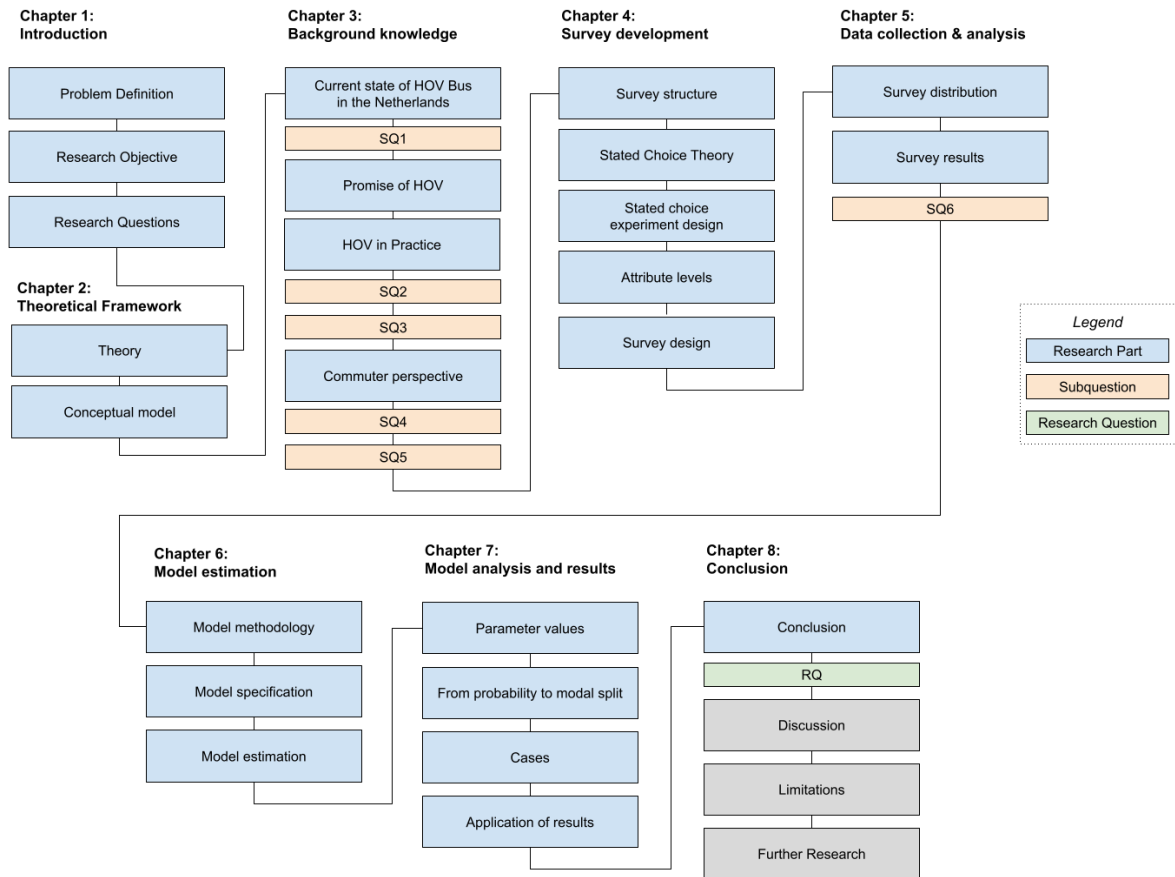 Chapter 1:
Introduction
Problem Definition
Research Objective
Research Questions
Chapter 2:
Theoretical Framework
Theory
Conceptual model
Chapter 3:
Background knowledge
Current state of HOV Bus
in the Netherlands
SQ1
Promise of HOV
HOV in Practice
SQ2
SQ3
Commuter perspective
SQ4
SQ5
Chapter 4:
Survey development
Survey structure
Stated Choice Theory
Stated choice
experiment design
Attribute levels
Survey design
Chapter 5:
Data collection & analysis
Survey distribution
Survey results
SQ6
Legend
Research Part
Subquestion
Research Question
Chapter 6:
Model estimation
Model methodology
Model specification
Model estimation
Chapter 7:
Model analysis and results
Parameter values
From probability to modal split
Cases
Application of results
Chapter 8:
Conclusion
Conclusion
RQ
Discussion
Limitations
Further Research